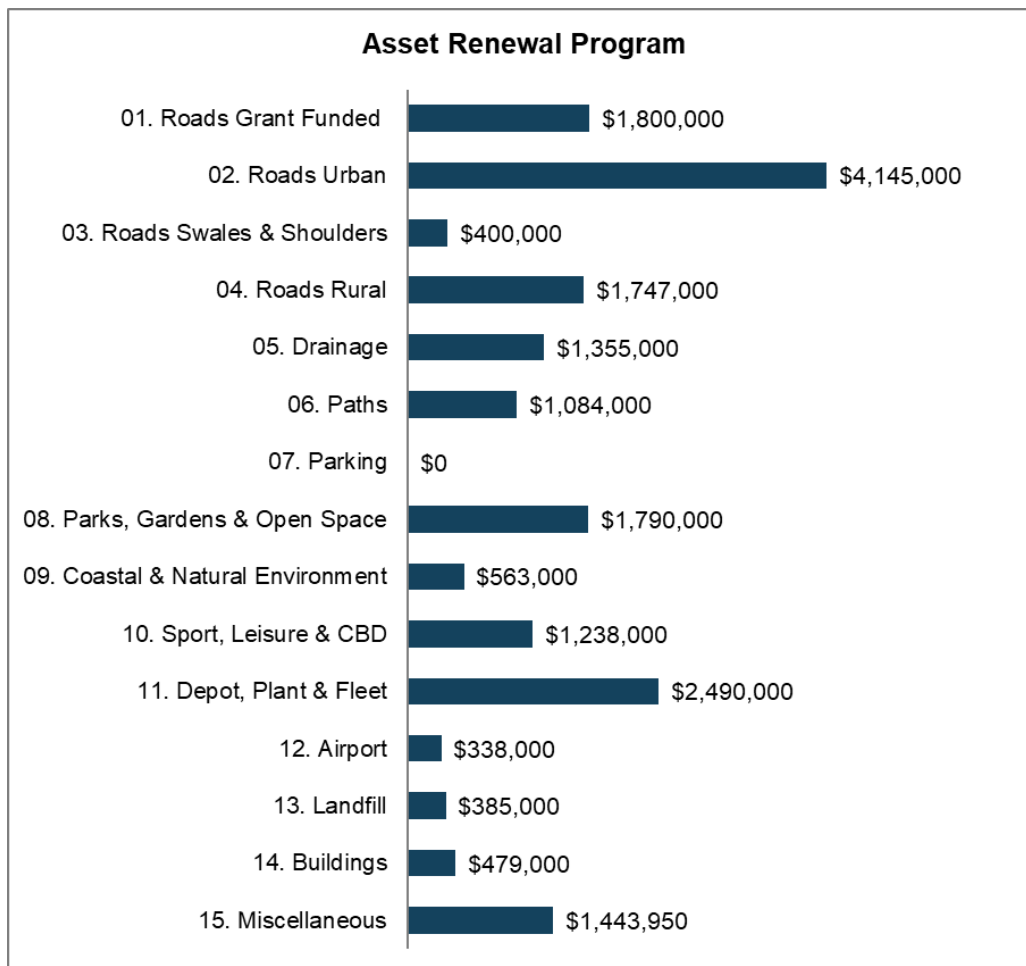 Asset Renewal Program
01. Roads Grant Funded $1,800,000
02. Roads Urban $4,145,000
03. Roads Swales & Shoulders $400,000
04. Roads Rural $1,747,000
05. Drainage $1,355,000
06. Paths $1,084,000
07. Parking $0
08. Parks, Gardens & Open Space $1,790,000
09. Coastal & Natural Environment $563,000
10. Sport, Leisure & CBD $1,238,000
11. Depot, Plant & Fleet $2,490,000
12. Airport $338,000
13. Landfill $385,000
14. Buildings $479,000
15. Miscellaneous $1,443,950